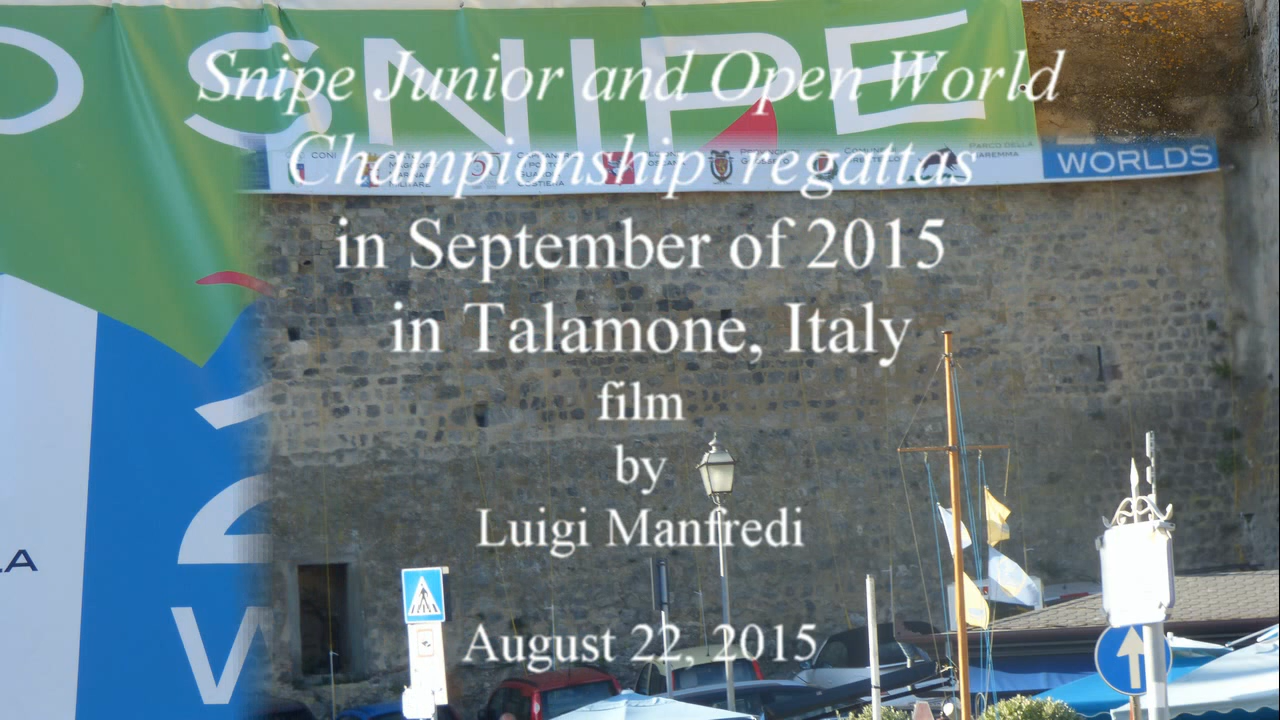 SNIPE
Snipe Junior and Open World
Championship regattas
WORLDS
in September of 2015
in Talamone, Italy
film
by
Luigi Manfredi
August 22, 2015